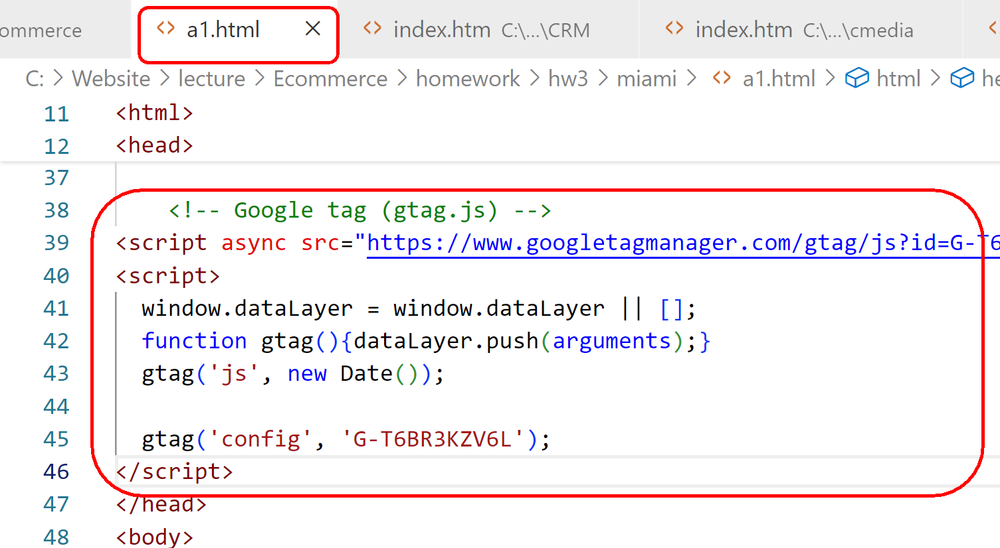 ommerce
<> a1.html ×
<> index.htm C:\...\CRM
<> index.htm C:\...\cmedia
C: > Website > lecture > Ecommerce > homework > hw3 > miami > <> a1.html > html > he
11 <html>
12 <head>
37
38 <!-- Google tag (gtag.js) -->
39 <script async src="https://www.googletagmanager.com/gtag/js?id=G-T6
40 <script>
41 window.dataLayer = window.dataLayer || [];
42 function gtag(){dataLayer.push(arguments);}
43 gtag('js', new Date());
44
45 gtag('config', 'G-T6BR3KZV6L');
46 </script>
47 </head>
48 <body>